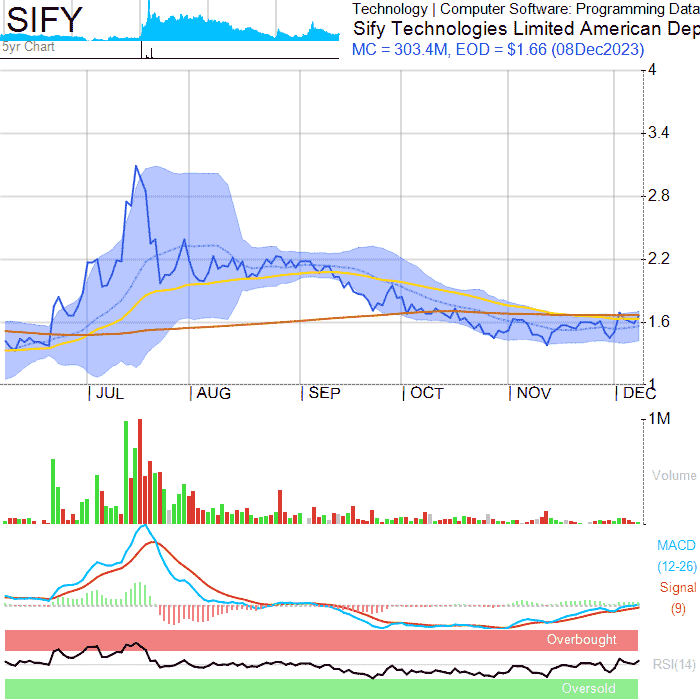 SIFY
5yr Chart
Technology | Computer Software: Programming Data
Sify Technologies Limited American Dep
MC = 303.4M, EOD = $1.66 (08Dec2023)
4
3.4
2.8
2.2
1.6
1
JUL AUG SEP OCT NOV DEC
1M
Volume
MACD
(12-26)
Signal
(9)
Overbought
RSI(14)
Oversold